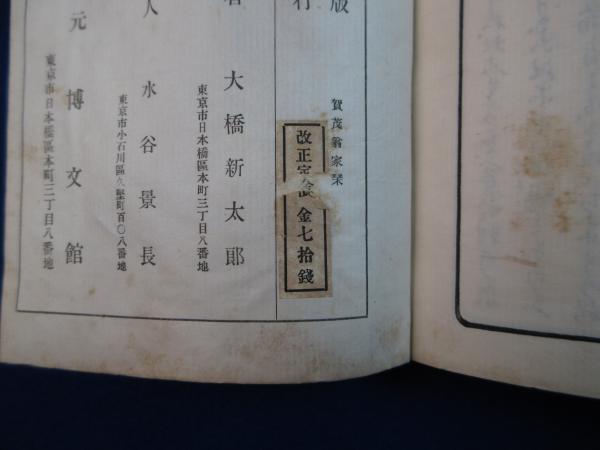 版
行
賀茂翁家集
改正定價 金七拾錢
者 大橋新太郎
東京市日本橋區本町三丁目八番地
人 水谷景長
東京市小石川區久堅町百〇八番地
元 博文館
東京市日本橋區本町三丁目八番地